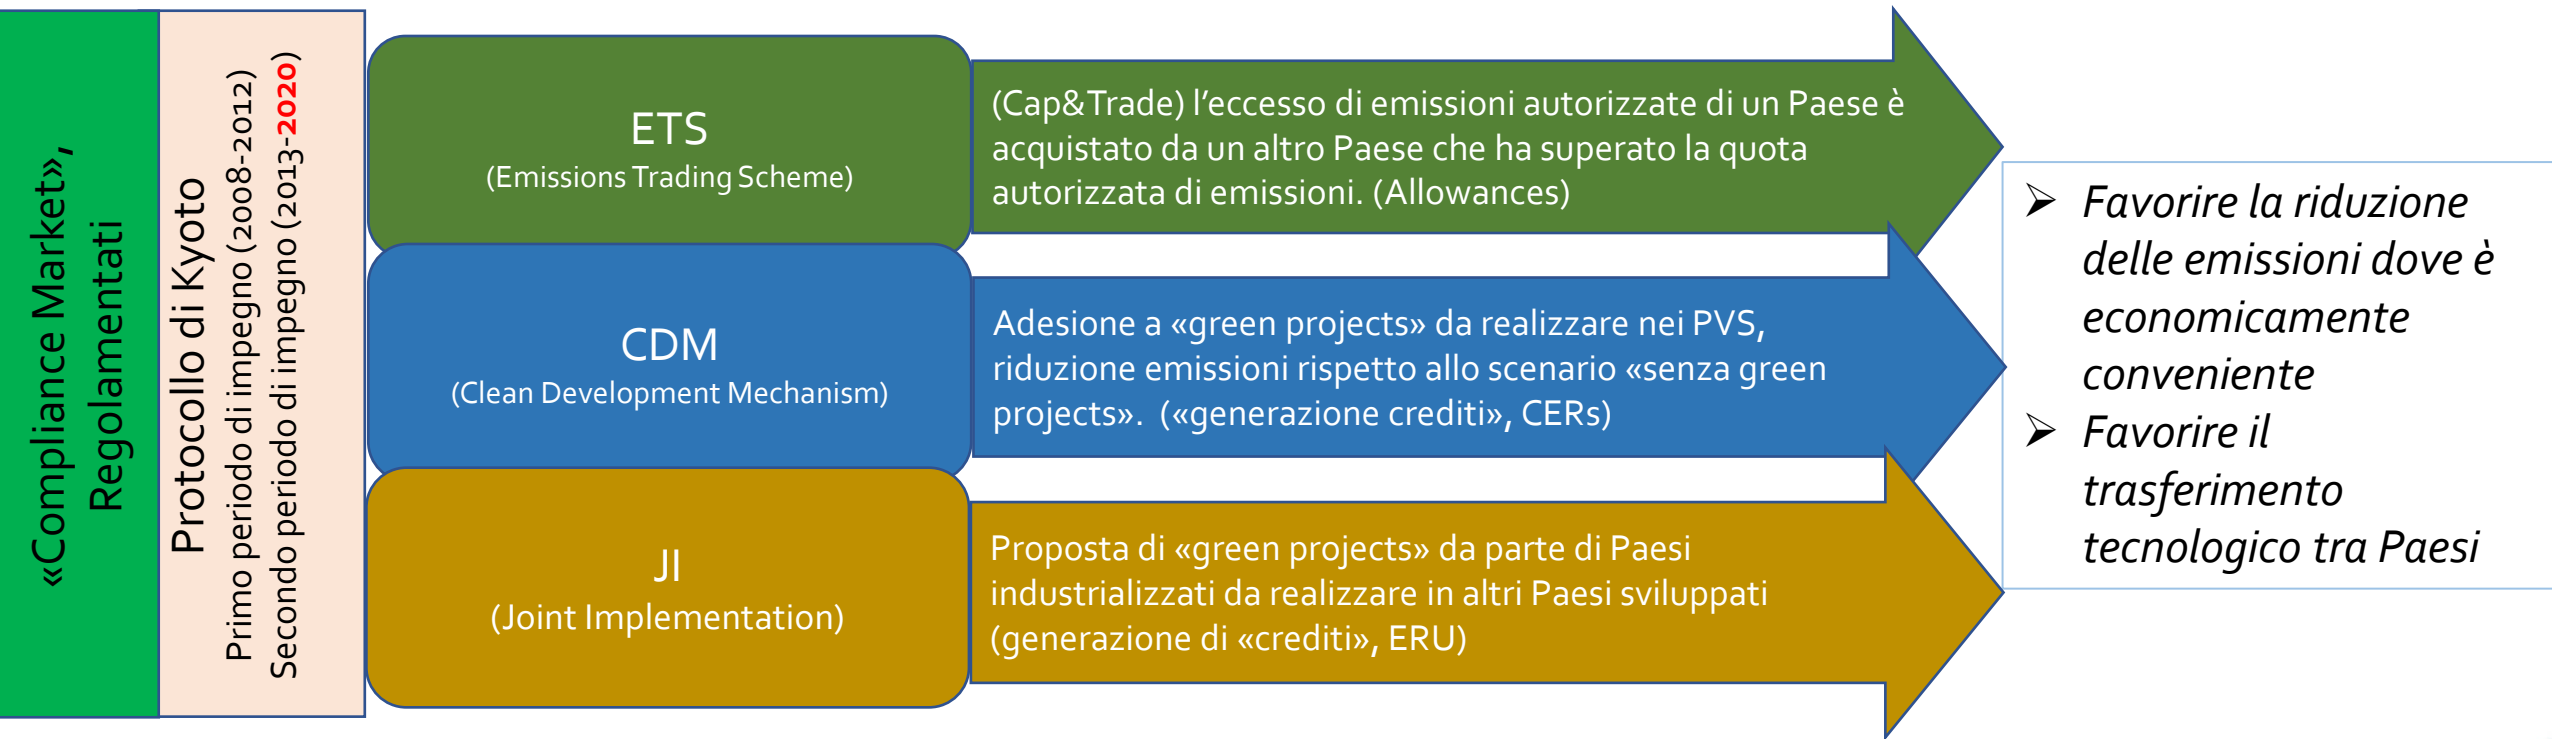 «Compliance Market»,
Regolamentati
Protocollo di Kyoto
Primo periodo di impegno (2008-2012)
Secondo periodo di impegno (2013-2020)
ETS
(Emissions Trading Scheme)
(Cap&Trade) l’eccesso di emissioni autorizzate di un Paese è
acquistato da un altro Paese che ha superato la quota
autorizzata di emissioni. (Allowances)
CDM
(Clean Development Mechanism)
Adesione a «green projects» da realizzare nei PVS,
riduzione emissioni rispetto allo scenario «senza green
projects». («generazione crediti», CERs)
JI
(Joint Implementation)
Proposta di «green projects» da parte di Paesi
industrializzati da realizzare in altri Paesi sviluppati
(generazione di «crediti», ERU)
➢ Favorire la riduzione
delle emissioni dove è
economicamente
conveniente
➢ Favorire il
trasferimento
tecnologico tra Paesi